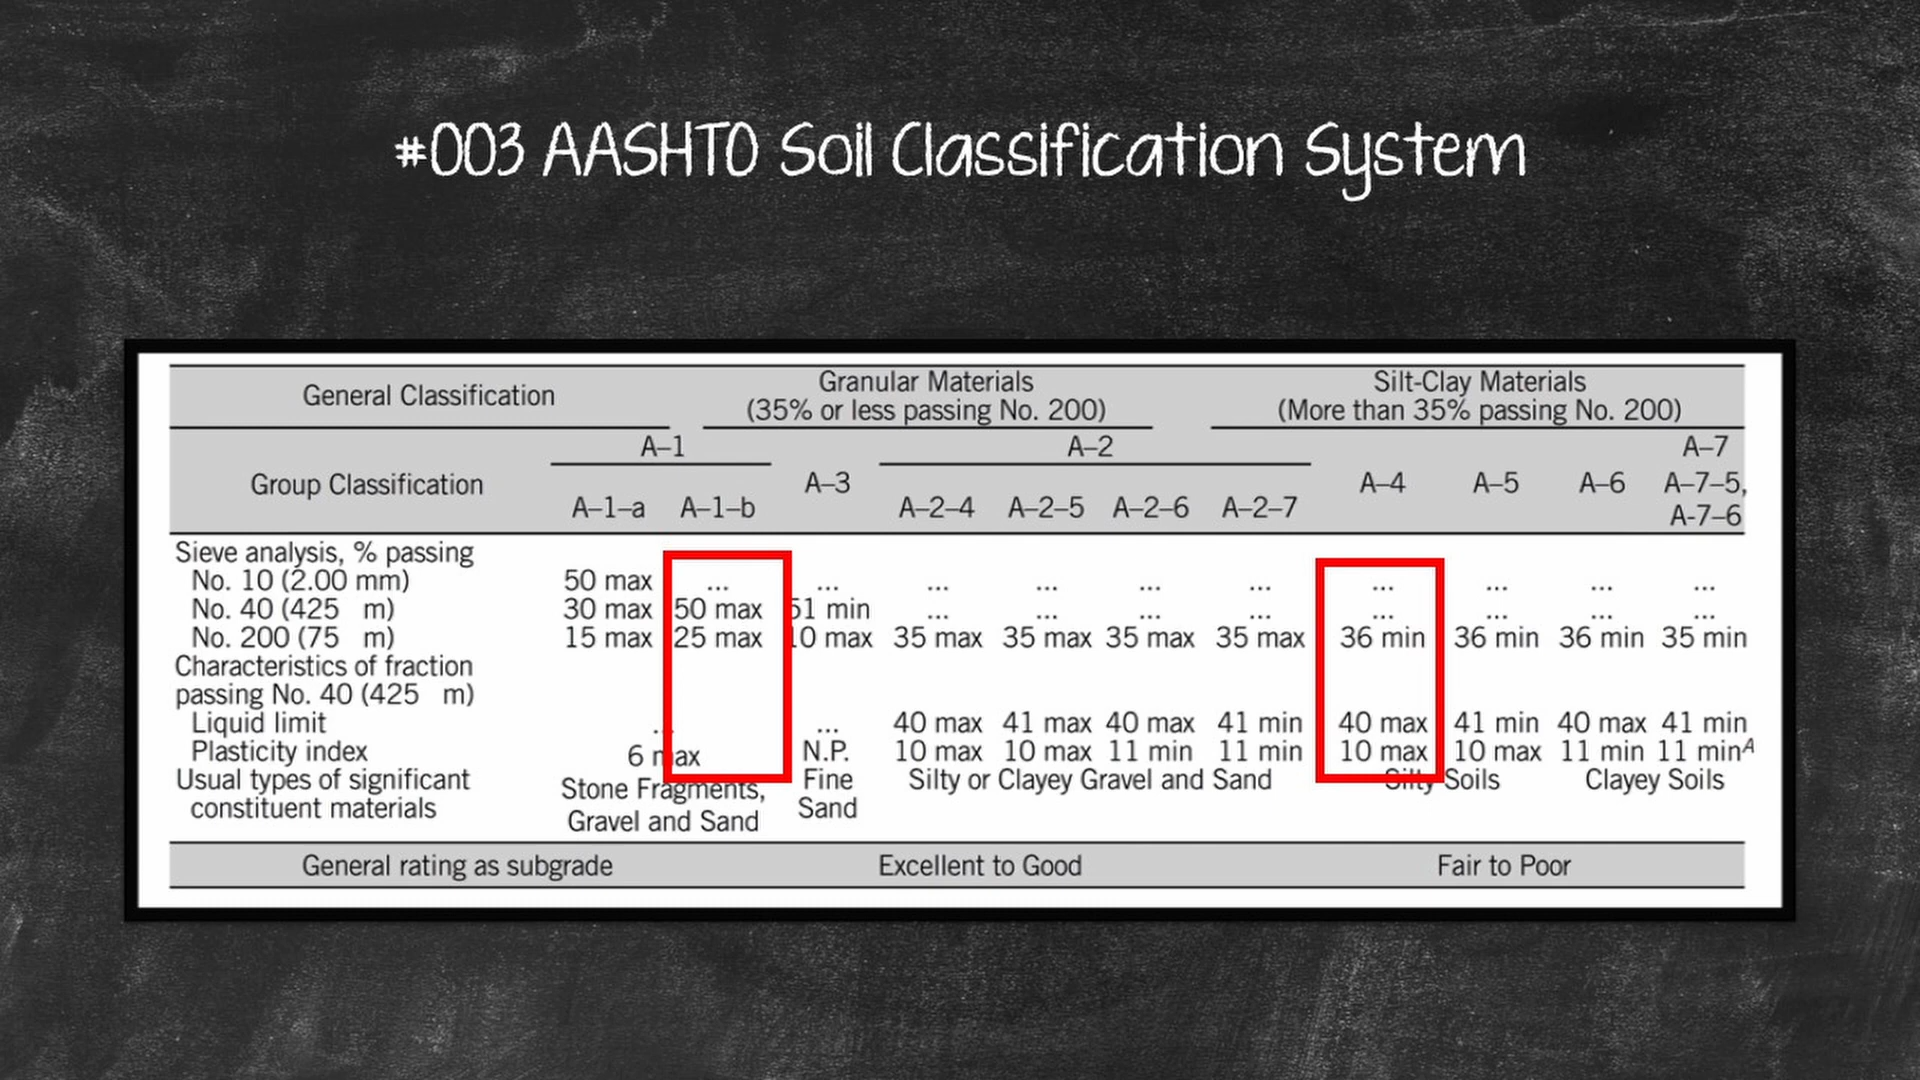 #003 AASHTO Soil Classification System
General Classification Granular Materials (35% or less passing No. 200) Silt-Clay Materials (More than 35% passing No. 200)
A–1 A–2 A–7
Group Classification A–3 A–4 A–5 A–6 A–7–5,
A–1–a A–1–b A–2–4 A–2–5 A–2–6 A–2–7 A-7–6
Sieve analysis, % passing
No. 10 (2.00 mm) 50 max ... ... ... ... ... ... ... ... ... ...
No. 40 (425 m) 30 max 50 max 51 min ... ... ... ... ... ... ... ...
No. 200 (75 m) 15 max 25 max 10 max 35 max 35 max 35 max 35 max 36 min 36 min 36 min 35 min
Characteristics of fraction
passing No. 40 (425 m)
Liquid limit ... ... 40 max 41 max 40 max 41 min 40 max 41 min 40 max 41 min
Plasticity index 6 max N.P. 10 max 10 max 11 min 11 min 10 max 10 max 11 min 11 minA
Usual types of significant Stone Fragments, Fine Silty or Clayey Gravel and Sand Silty Soils Clayey Soils
constituent materials Gravel and Sand Sand
General rating as subgrade Excellent to Good Fair to Poor